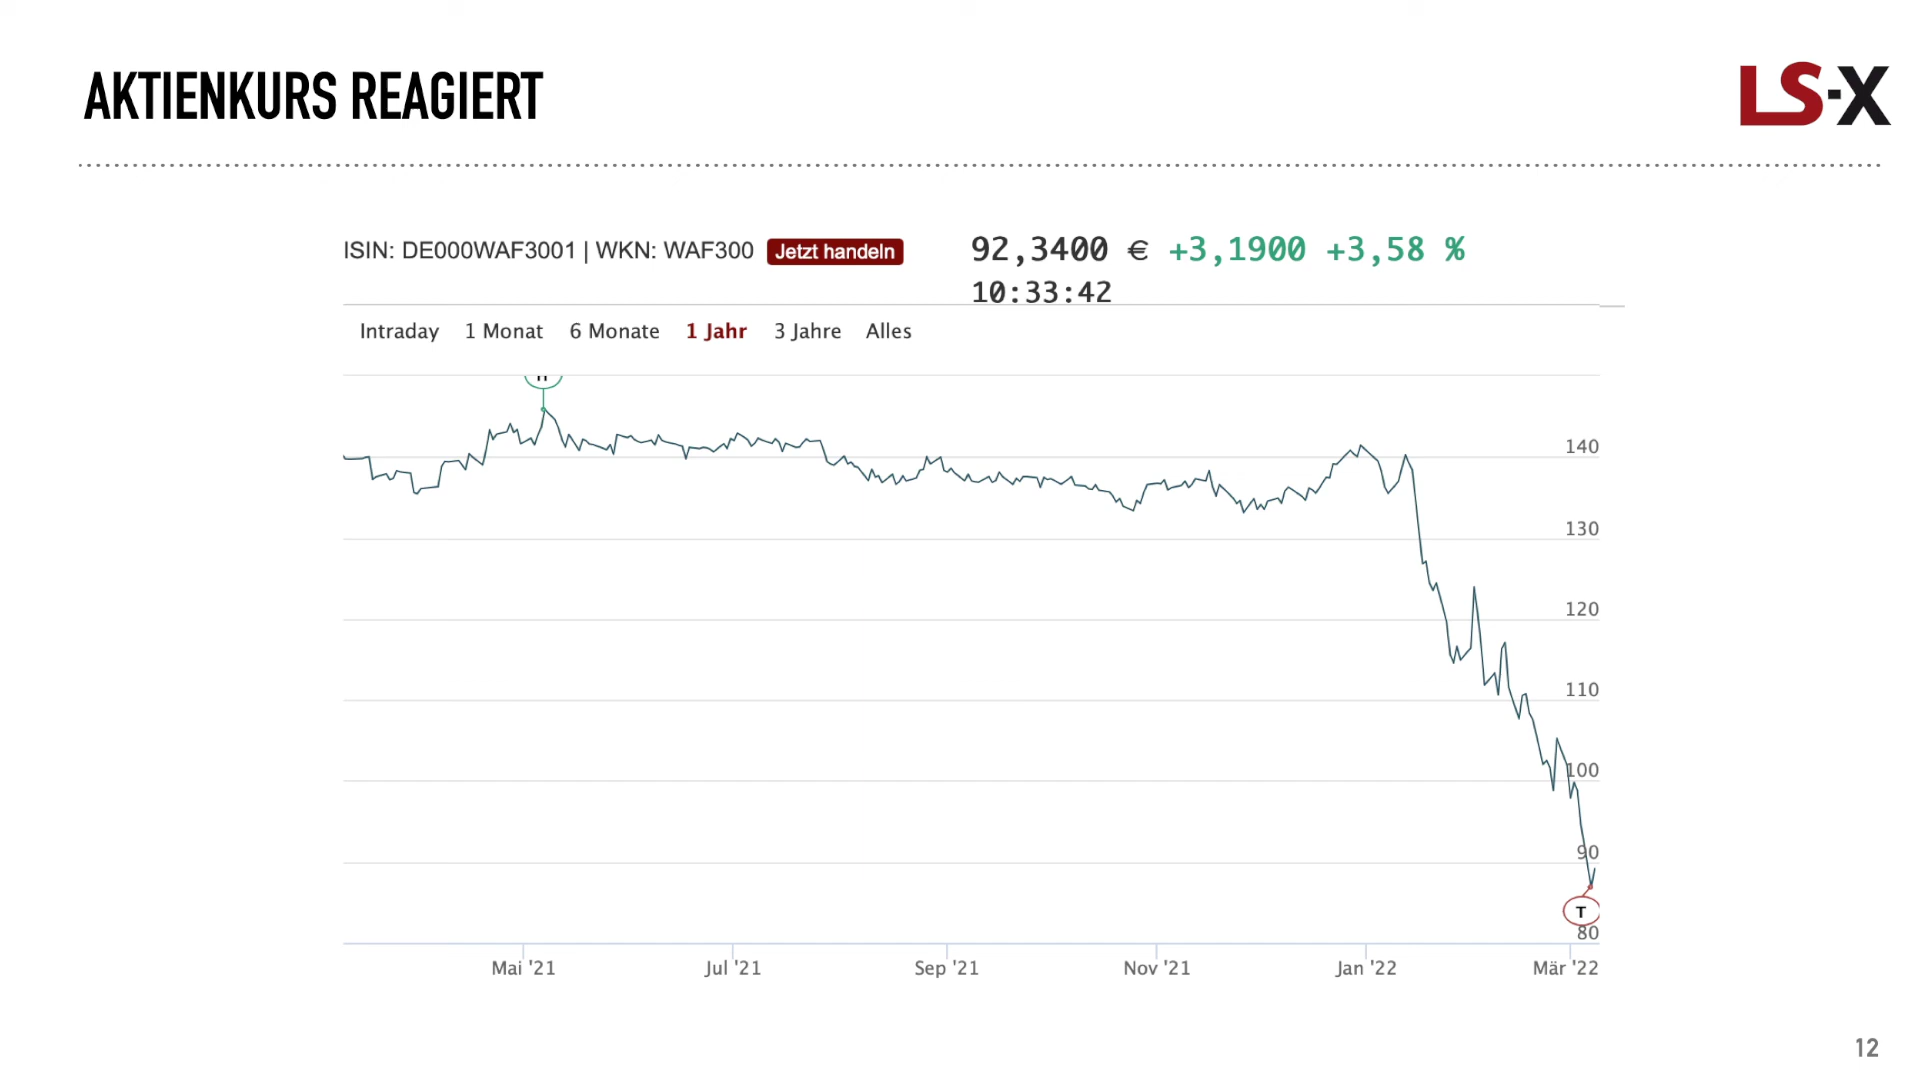 AKTIENKURS REAGIERT
LS-X
ISIN: DE000WAF3001 | WKN: WAF300
Jetzt handeln
92,3400 € +3,1900 +3,58 %
10:33:42
Intraday 1 Monat 6 Monate 1 Jahr 3 Jahre Alles
140
130
120
110
100
90
T
80
Mai '21 Jul '21 Sep '21 Nov '21 Jan '22 Mär '22
12